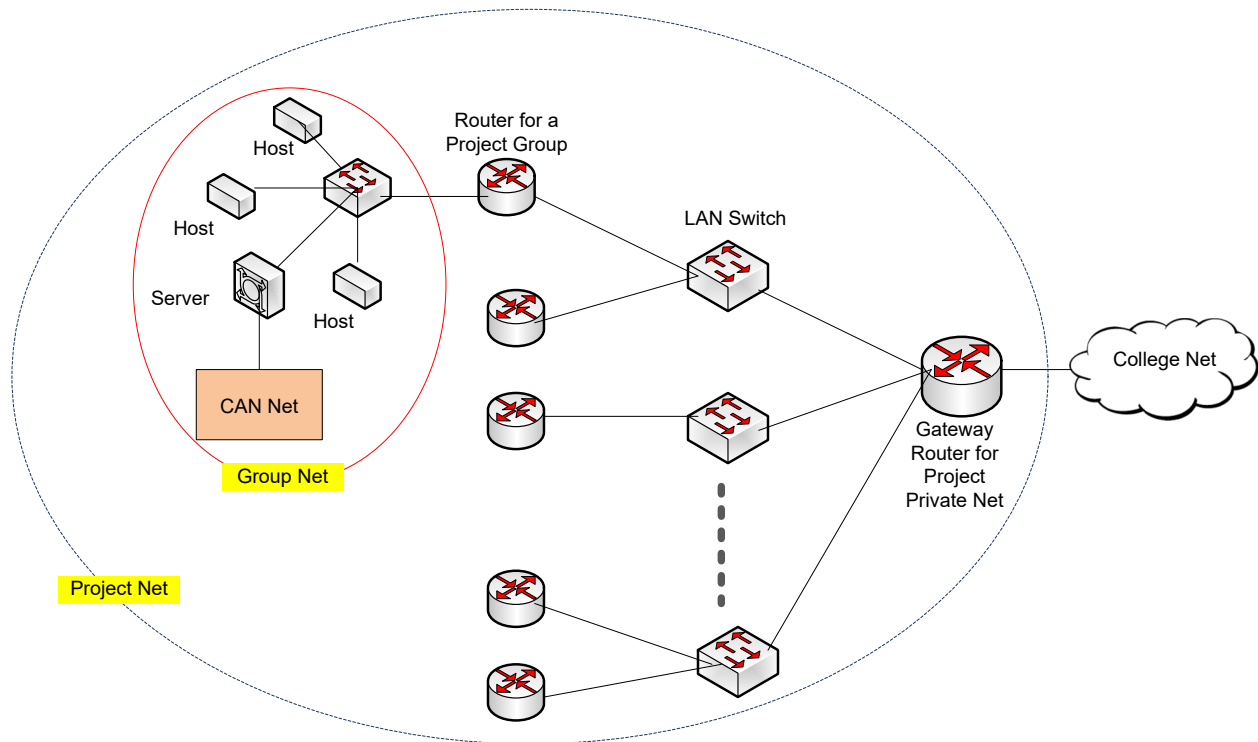 Host
Router for a
Project Group
Host
LAN Switch
Server
Host
College Net
CAN Net
Gateway
Router for
Project
Private Net
Group Net
Project Net